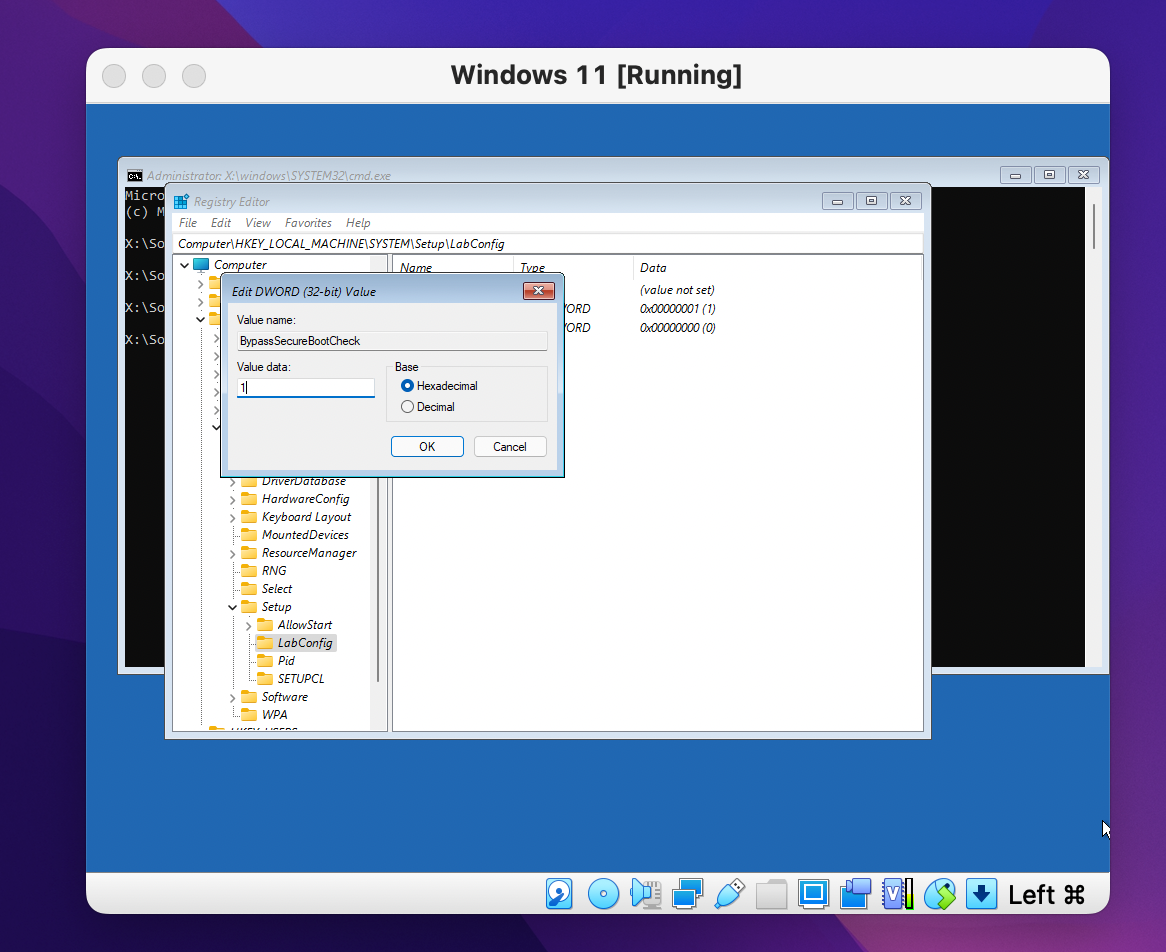 Windows 11 [Running]
Administrator: X:\windows\SYSTEM32\cmd.exe
Micro
(c) M
X:\So
X:\So
X:\So
X:\So
Registry Editor
File Edit View Favorites Help
Computer\HKEY_LOCAL_MACHINE\SYSTEM\Setup\LabConfig
Computer
Name Type Data
(value not set)
WORD 0x00000001 (1)
WORD 0x00000000 (0)
Edit DWORD (32-bit) Value
Value name:
BypassSecureBootCheck
Value data:
1
Base
Hexadecimal
Decimal
OK Cancel
DriverDatabase
HardwareConfig
Keyboard Layout
MountedDevices
ResourceManager
RNG
Select
Setup
AllowStart
LabConfig
Pid
SETUPCL
Software
WPA
HKEY_USERS
Left ⌘